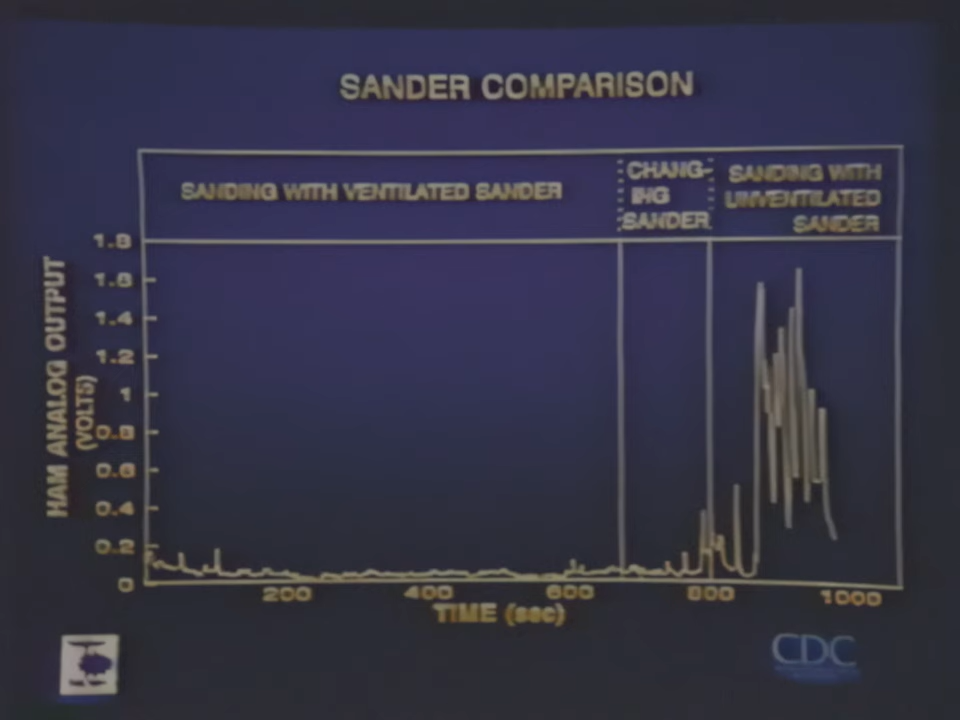 SANDER COMPARISON
SANDING WITH VENTILATED SANDER
CHANG-
ING
SANDER
SANDING WITH
UNVENTILATED
SANDER
HAM ANALOG OUTPUT
(VOLTS)
1.8
1.6
1.4
1.2
1
0.8
0.6
0.4
0.2
0
200
400
600
800
1000
TIME (sec)
CDC